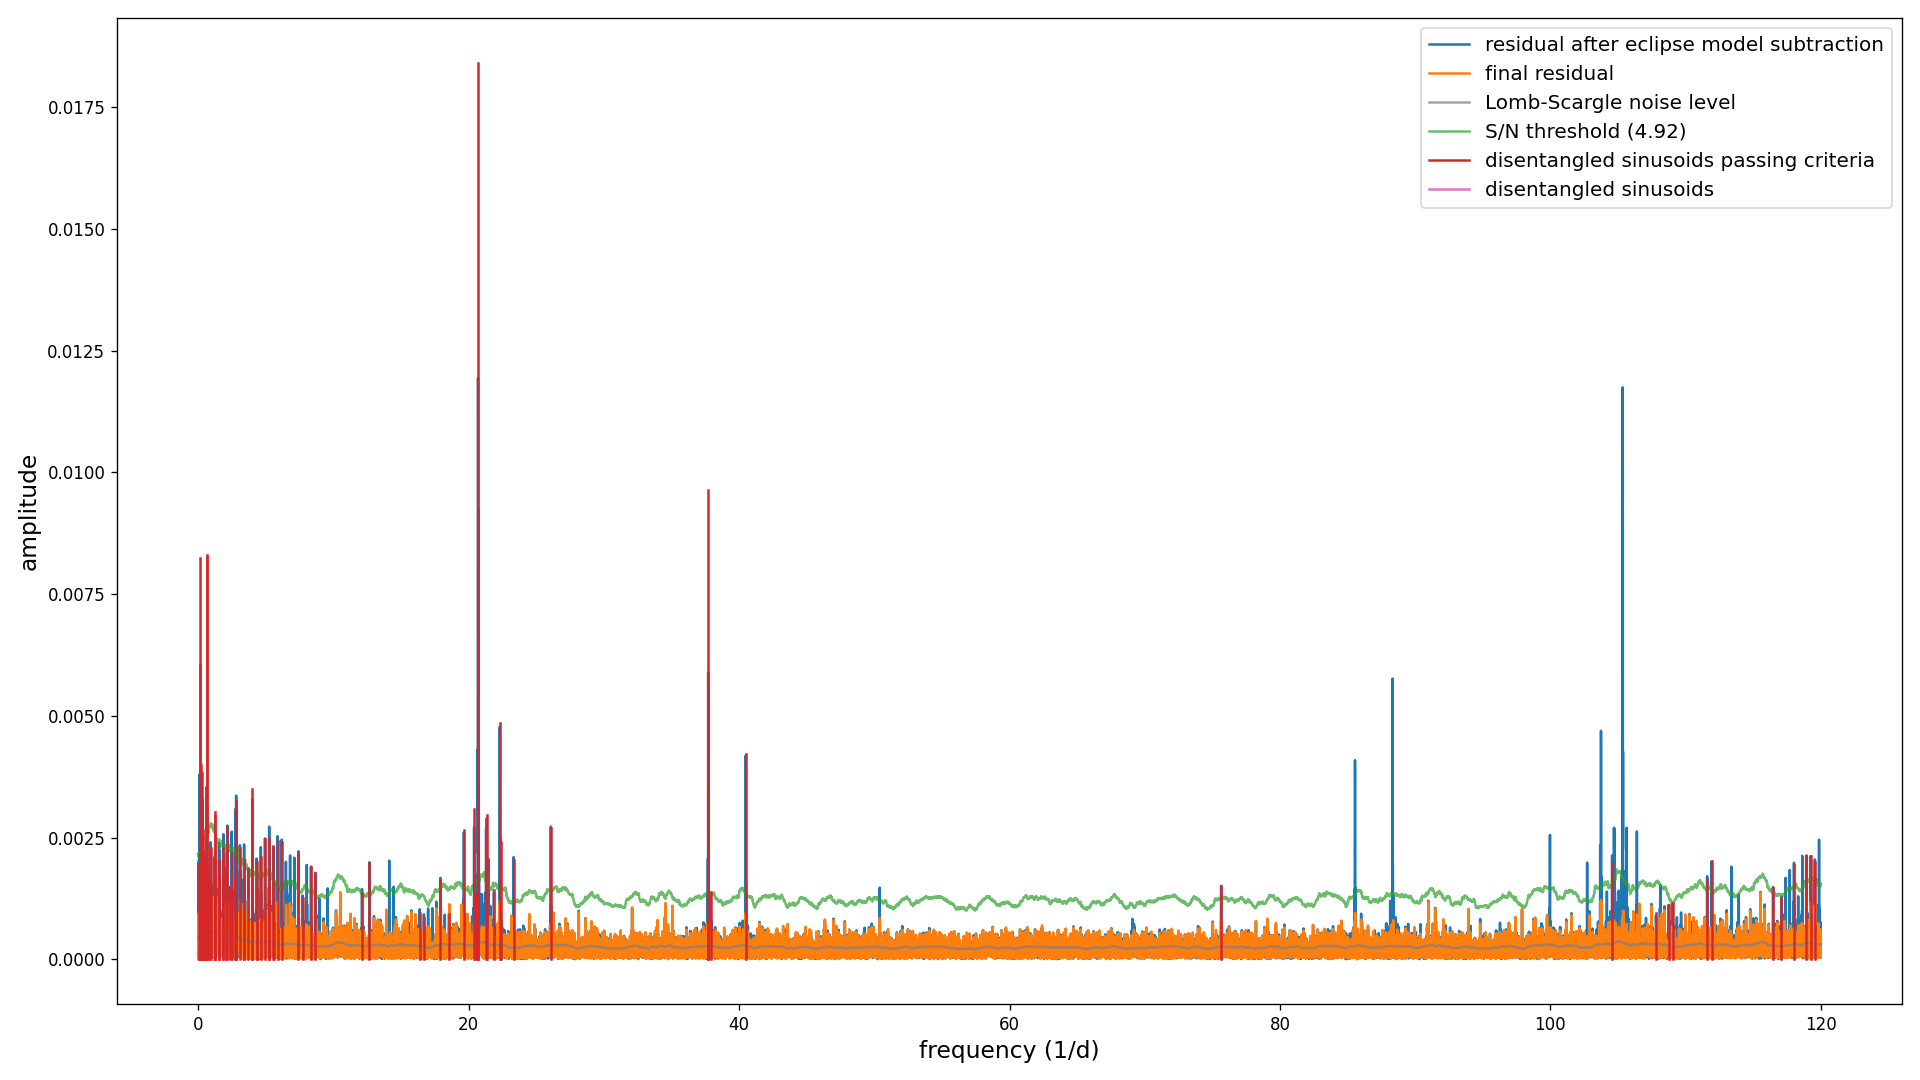 residual after eclipse model subtraction
final residual
Lomb-Scargle noise level
S/N threshold (4.92)
disentangled sinusoids passing criteria
disentangled sinusoids
amplitude
0.0175
0.0150
0.0125
0.0100
0.0075
0.0050
0.0025
0.0000
0 20 40 60 80 100 120
frequency (1/d)